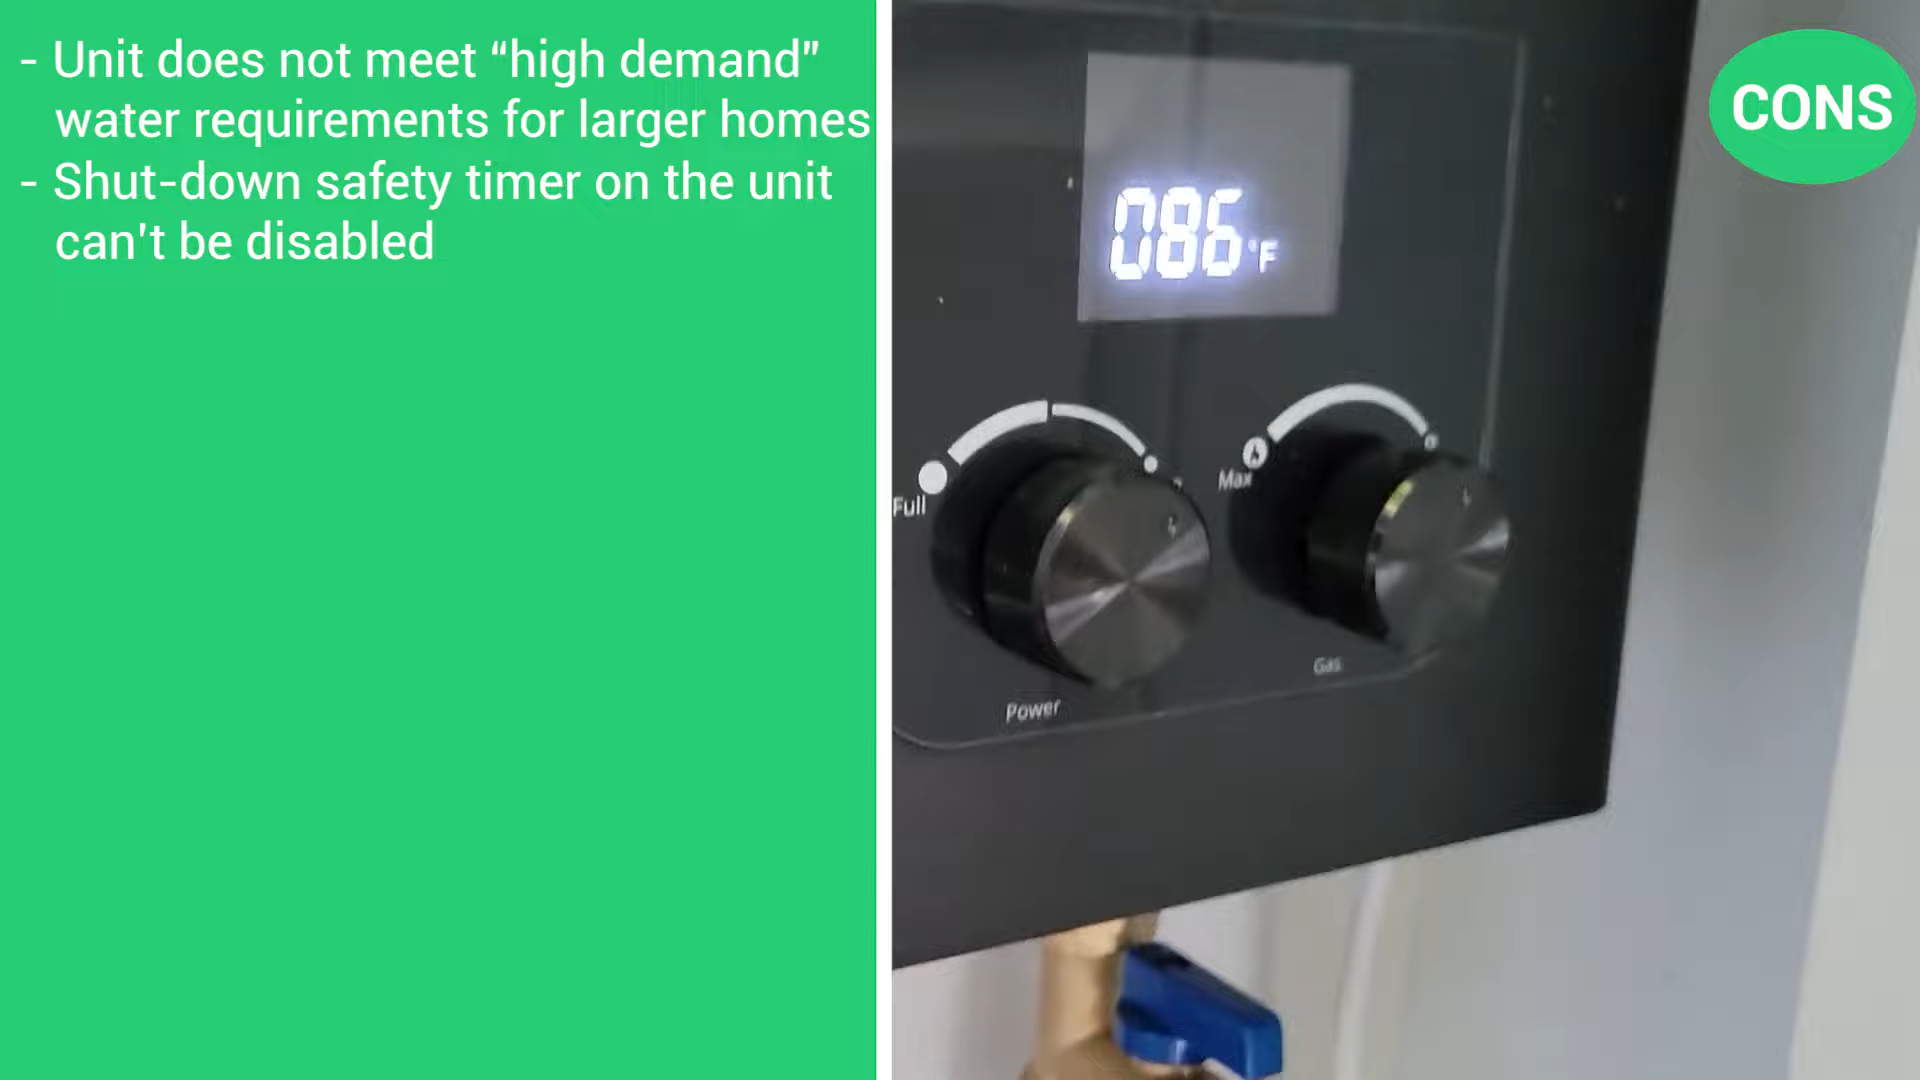 - Unit does not meet “high demand”
water requirements for larger homes
- Shut-down safety timer on the unit
can't be disabled
CONS
086°F
Full
Max
Power
Gas